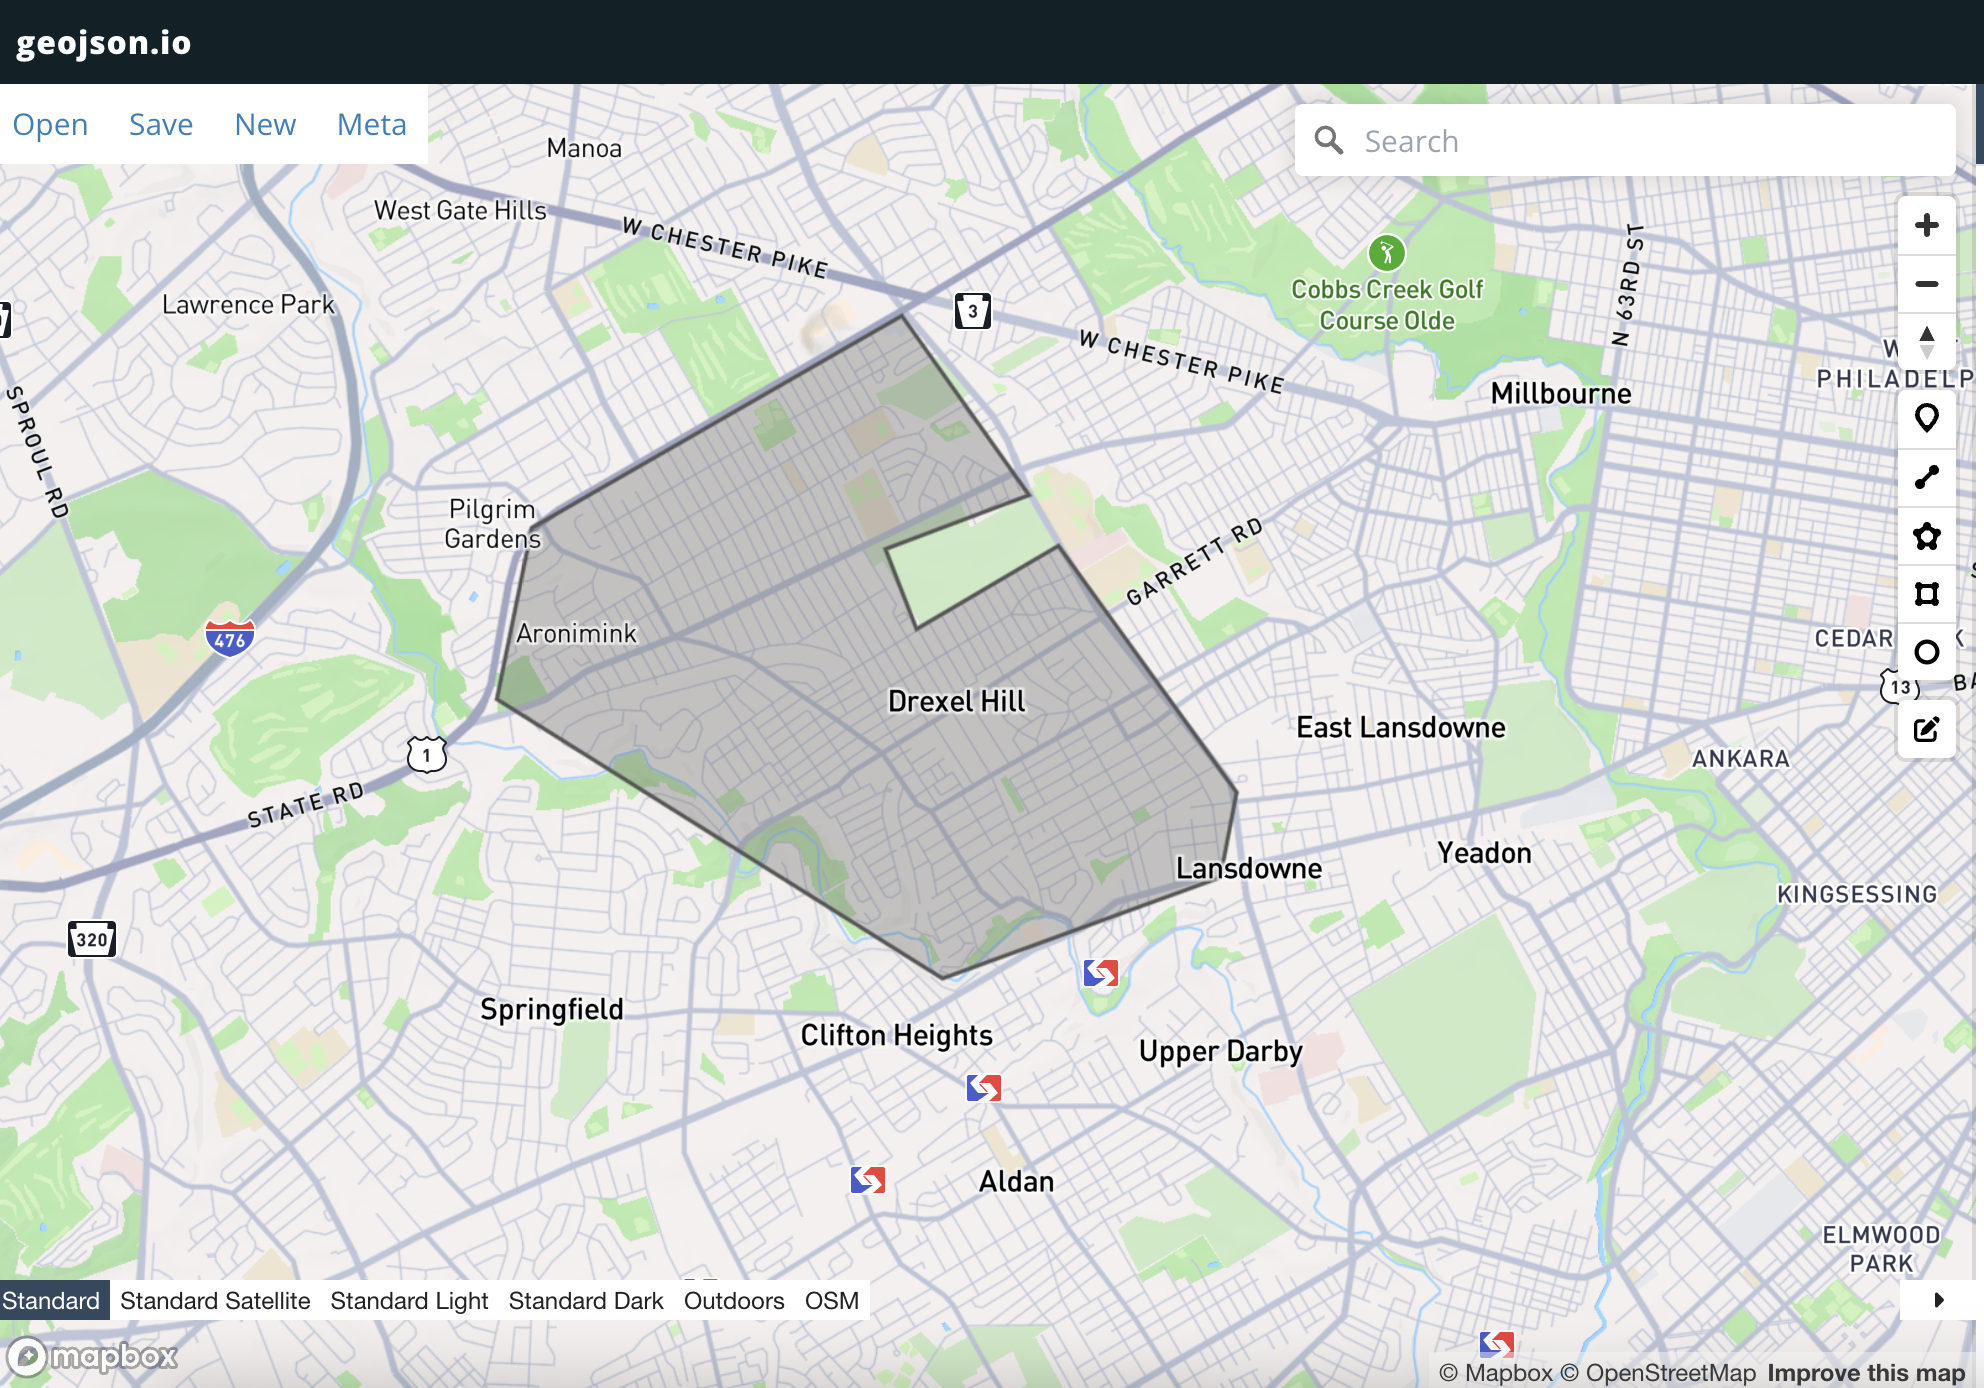 geojson.io
Open Save New Meta
Search
Manoa
West Gate Hills
W CHESTER PIKE
Lawrence Park
3
Cobbs Creek Golf
Course Olde
N 63RD ST
W CHESTER PIKE
Millbourne
PHILADELP
SPROUL RD
Pilgrim
Gardens
GARRETT RD
476
Aronimink
CEDAR
K
13
BA
Drexel Hill
East Lansdowne
1
ANKARA
STATE RD
Yeadon
Lansdowne
KINGSESSING
320
Springfield
Clifton Heights
Upper Darby
Aldan
ELMWOOD
PARK
Standard Standard Satellite Standard Light Standard Dark Outdoors OSM
mapbox
© Mapbox © OpenStreetMap Improve this map